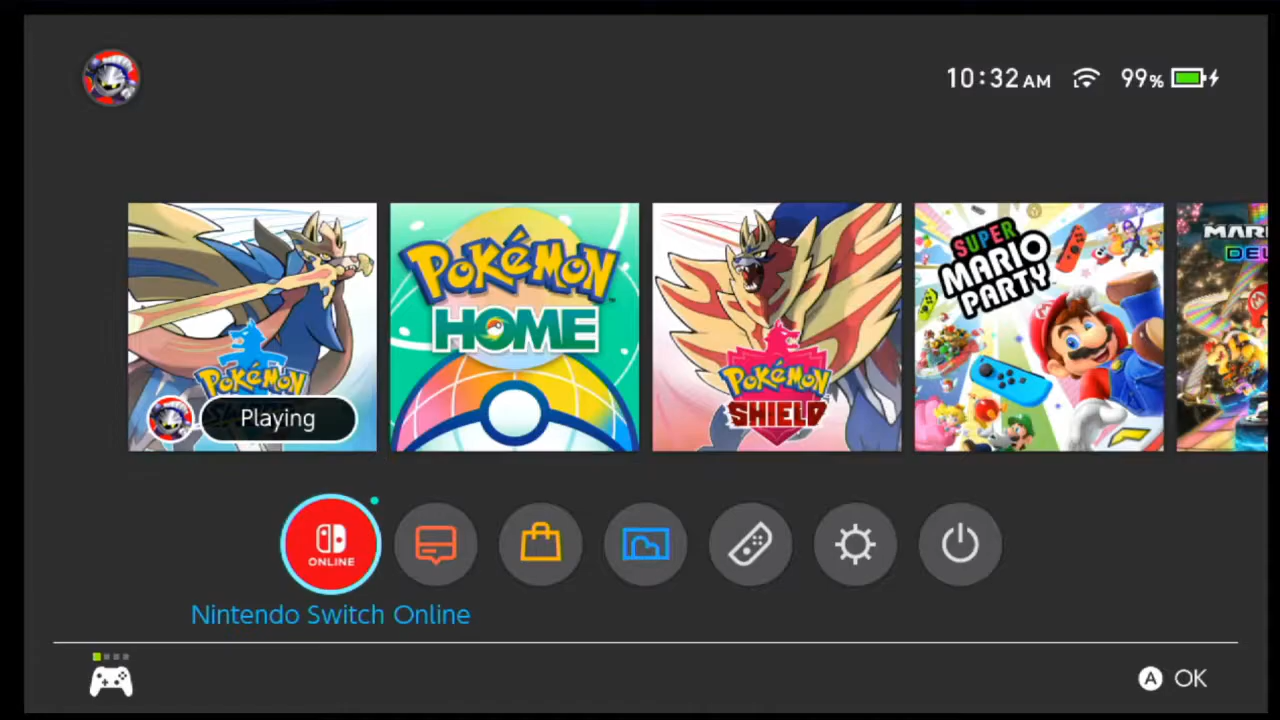 10:32 AM 99%
POKÉMON
Playing
POKÉMON
HOME
POKÉMON
SHIELD
SUPER
MARIO
PARTY
ONLINE
Nintendo Switch Online
A OK